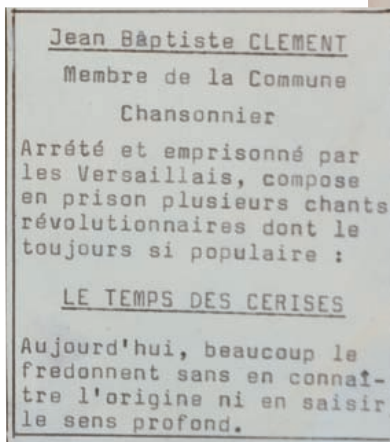 Jean Bâptiste CLEMENT
Membre de la Commune
Chansonnier
Arrété et emprisonné par
les Versaillais, compose
en prison plusieurs chants
révolutionnaires dont le
toujours si populaire :
LE TEMPS DES CERISES
Aujourd'hui, beaucoup le
fredonnent sans en connaî-
tre l'origine ni en saisir
le sens profond.